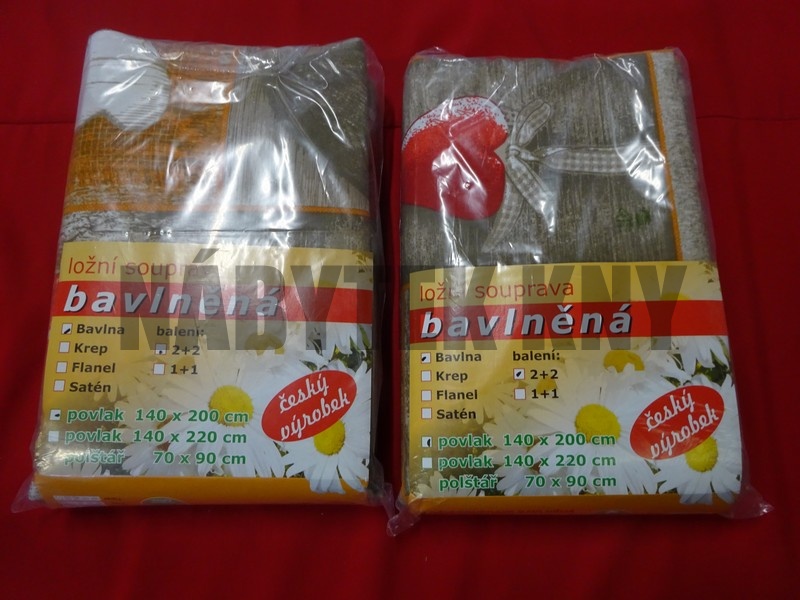 ložní souprava
bavlněná
Bavlna balení:
Krep 2+2
Flanel 1+1
Satén
český
výrobek
povlak 140 x 200 cm
povlak 140 x 220 cm
polštář 70 x 90 cm
ložní souprava
bavlněná
Bavlna balení:
Krep 2+2
Flanel 1+1
Satén
český
výrobek
povlak 140 x 200 cm
povlak 140 x 220 cm
polštář 70 x 90 cm
NÁBYTEK KNY